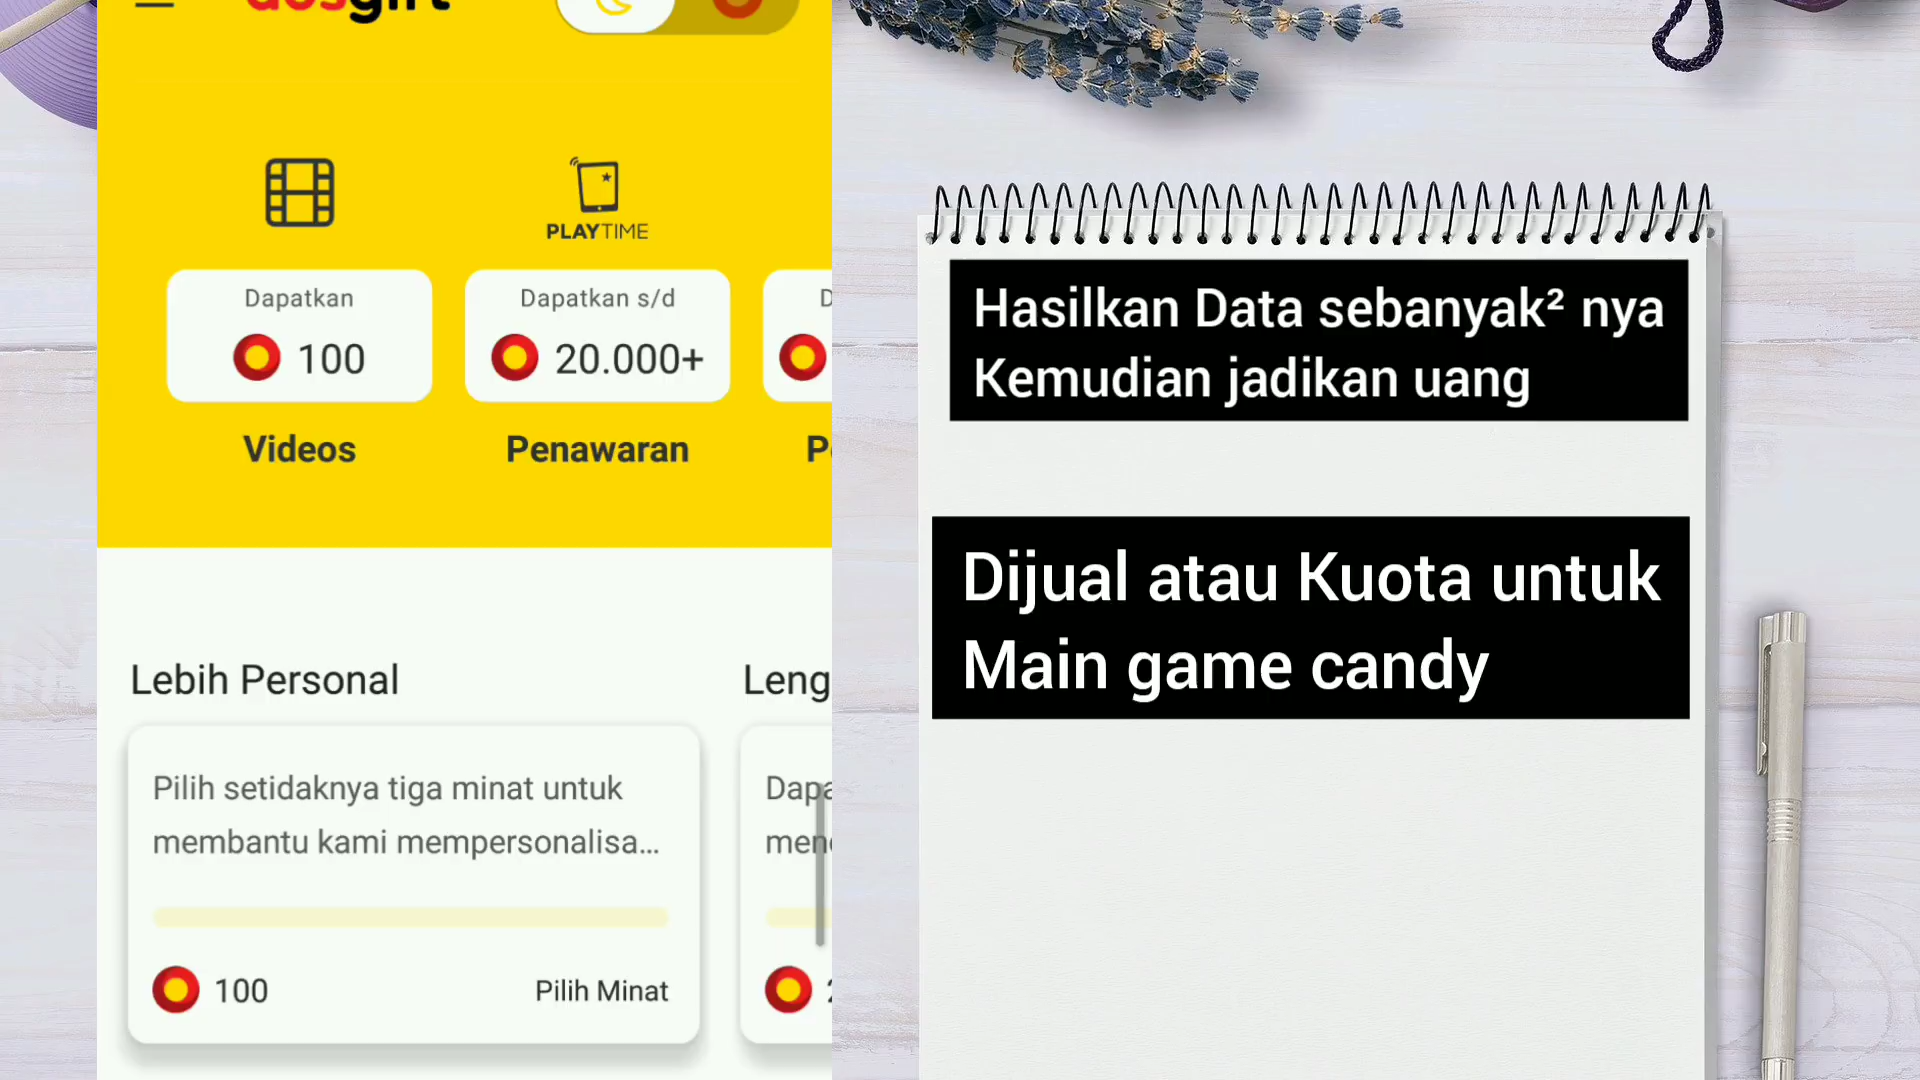 PLAYTIME
Dapatkan
100
Videos
Dapatkan s/d
20.000+
Penawaran
Lebih Personal
Leng
Pilih setidaknya tiga minat untuk
membantu kami mempersonalisa...
100
Pilih Minat
Hasilkan Data sebanyak² nya
Kemudian jadikan uang
Dijual atau Kuota untuk
Main game candy